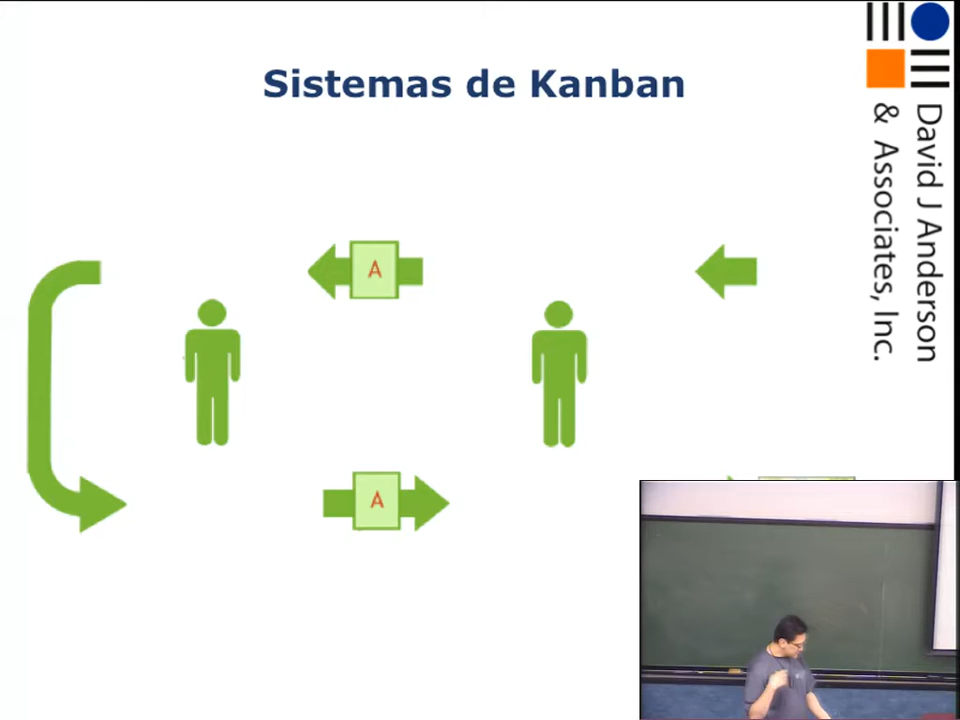 Sistemas de Kanban
David J Anderson
& Associates, Inc.
A
A